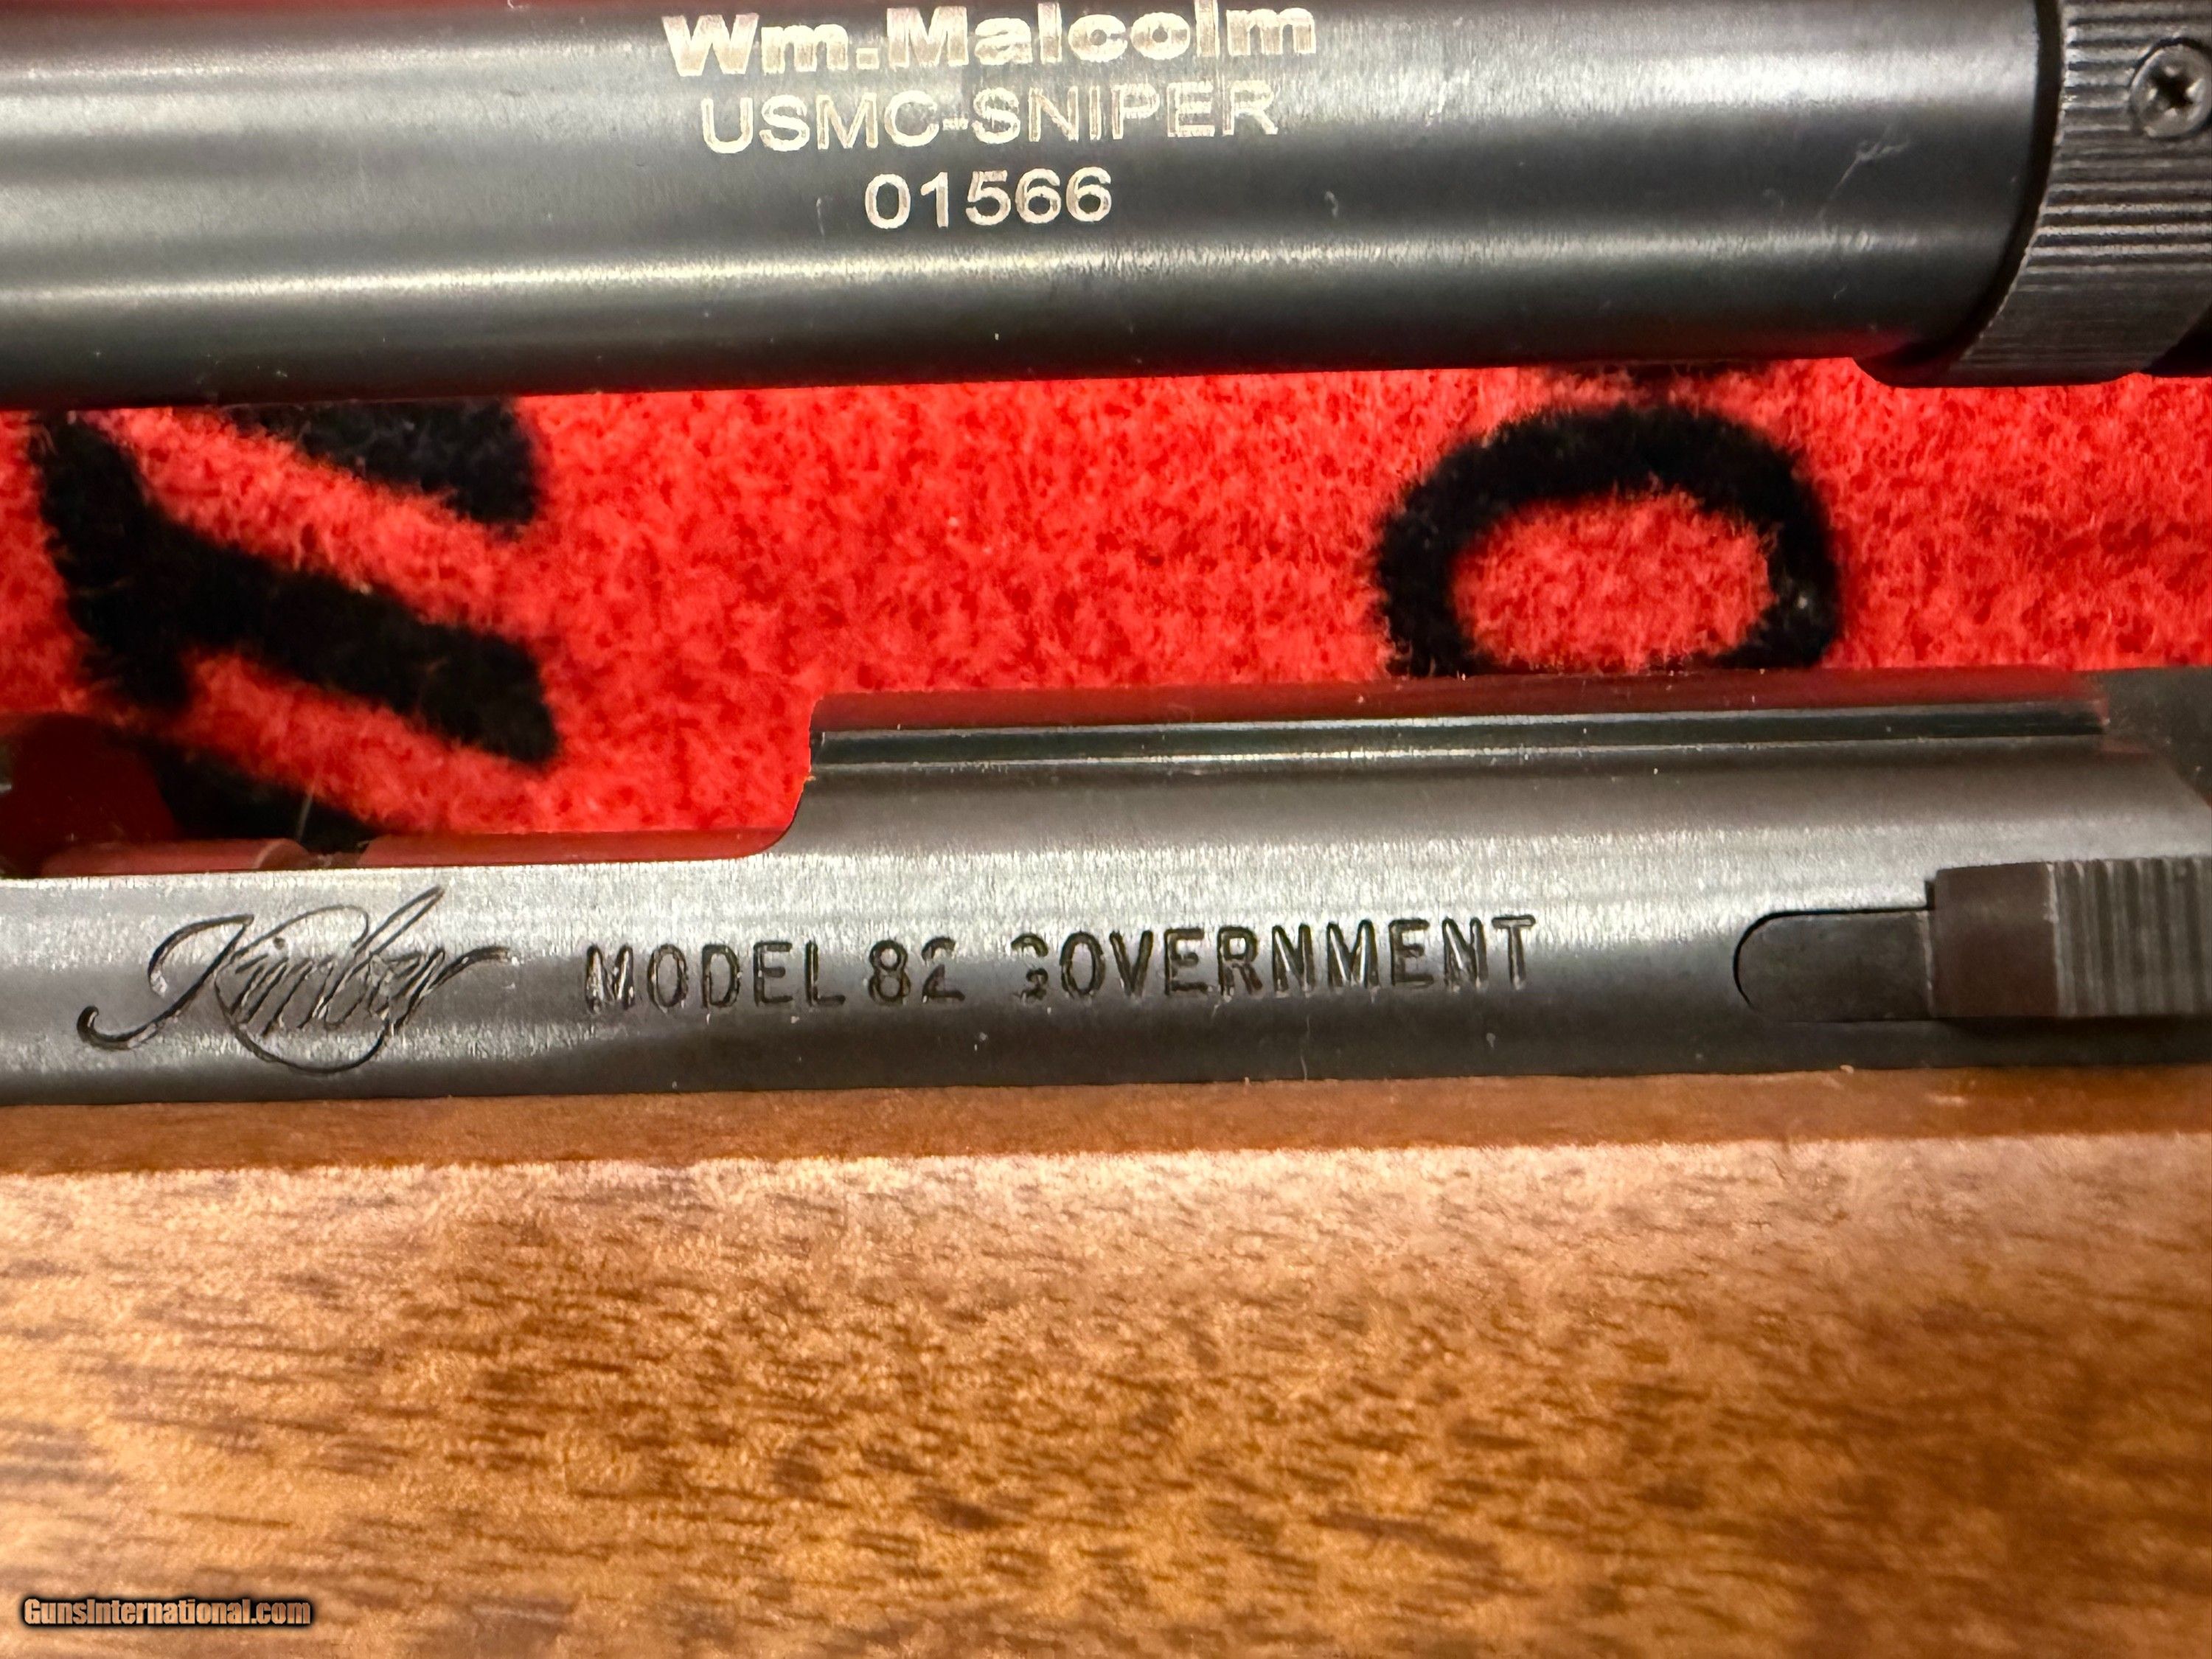 Wm.Malcolm
USMC-SNIPER
01566
Kimber MODEL 82 GOVERNMENT
GunsInternational.com